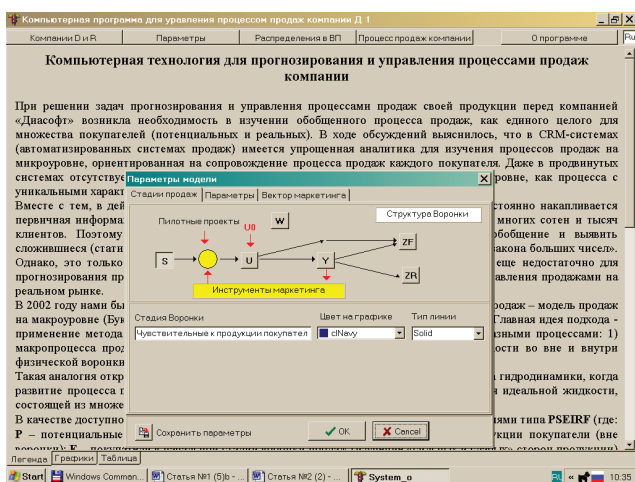 Компьютерная программа для уравления процессом продаж компании Д 1
Компании D и R Параметры Распределения в ВП Процесс продаж компании О программе Ru
Компьютерная технология для прогнозирования и управления процессами продаж
компании
При решении задач прогнозирования и управления процессами продаж своей продукции перед компанией
«Диасофт» возникла необходимость в изучении обобщенного процесса продаж, как единого целого для
множества покупателей (потенциальных и реальных). В ходе обсуждений выяснилось, что в CRM-системах
(автоматизированных системах продаж) имеется упрощенная аналитика для изучения процессов продаж на
микроуровне, ориентированная на сопровождение процесса продаж каждого покупателя. Даже в продвинутых
системах отсутствуе ровне, как процесса с
уникальными характ
Вместе с тем, в дей стоянно накапливается
первичная информа многих сотен и тысяч
клиентов. Поэтому обобщение и выявить
сложившиеся (стати закона больших чисел».
Однако, это только еще недостаточно для
прогнозирования пр авления продажами на
реальном рынке.
В 2002 году нами бы родаж – модель продаж
на макроуровне (Бук Главная идея подхода -
применение метода азными процессами: 1)
макропроцесса прод ости во вне и внутри
физической воронки
Такая аналогия откр гидродинамики, когда
развитие процесса п и идеальной жидкости,
состоящей из множе
В качестве доступно ями типа PSEIRF (где:
P – потенциальные укции покупатели (вне
Параметры модели
Стадии продаж Параметры Вектор маркетинга
Пилотные проекты U0 W Структура Воронки
S U Y ZF ZR
Инструменты маркетинга
Стадия Воронки Цвет на графике Тип линии
Чувствительные к продукции покупател clNavy Solid
Сохранить параметры OK Cancel
Легенда Графики Таблица
Start Windows Comman... Статья №1 (5)b - ... Статья №2 (2) - ... System_o RL « 10:35